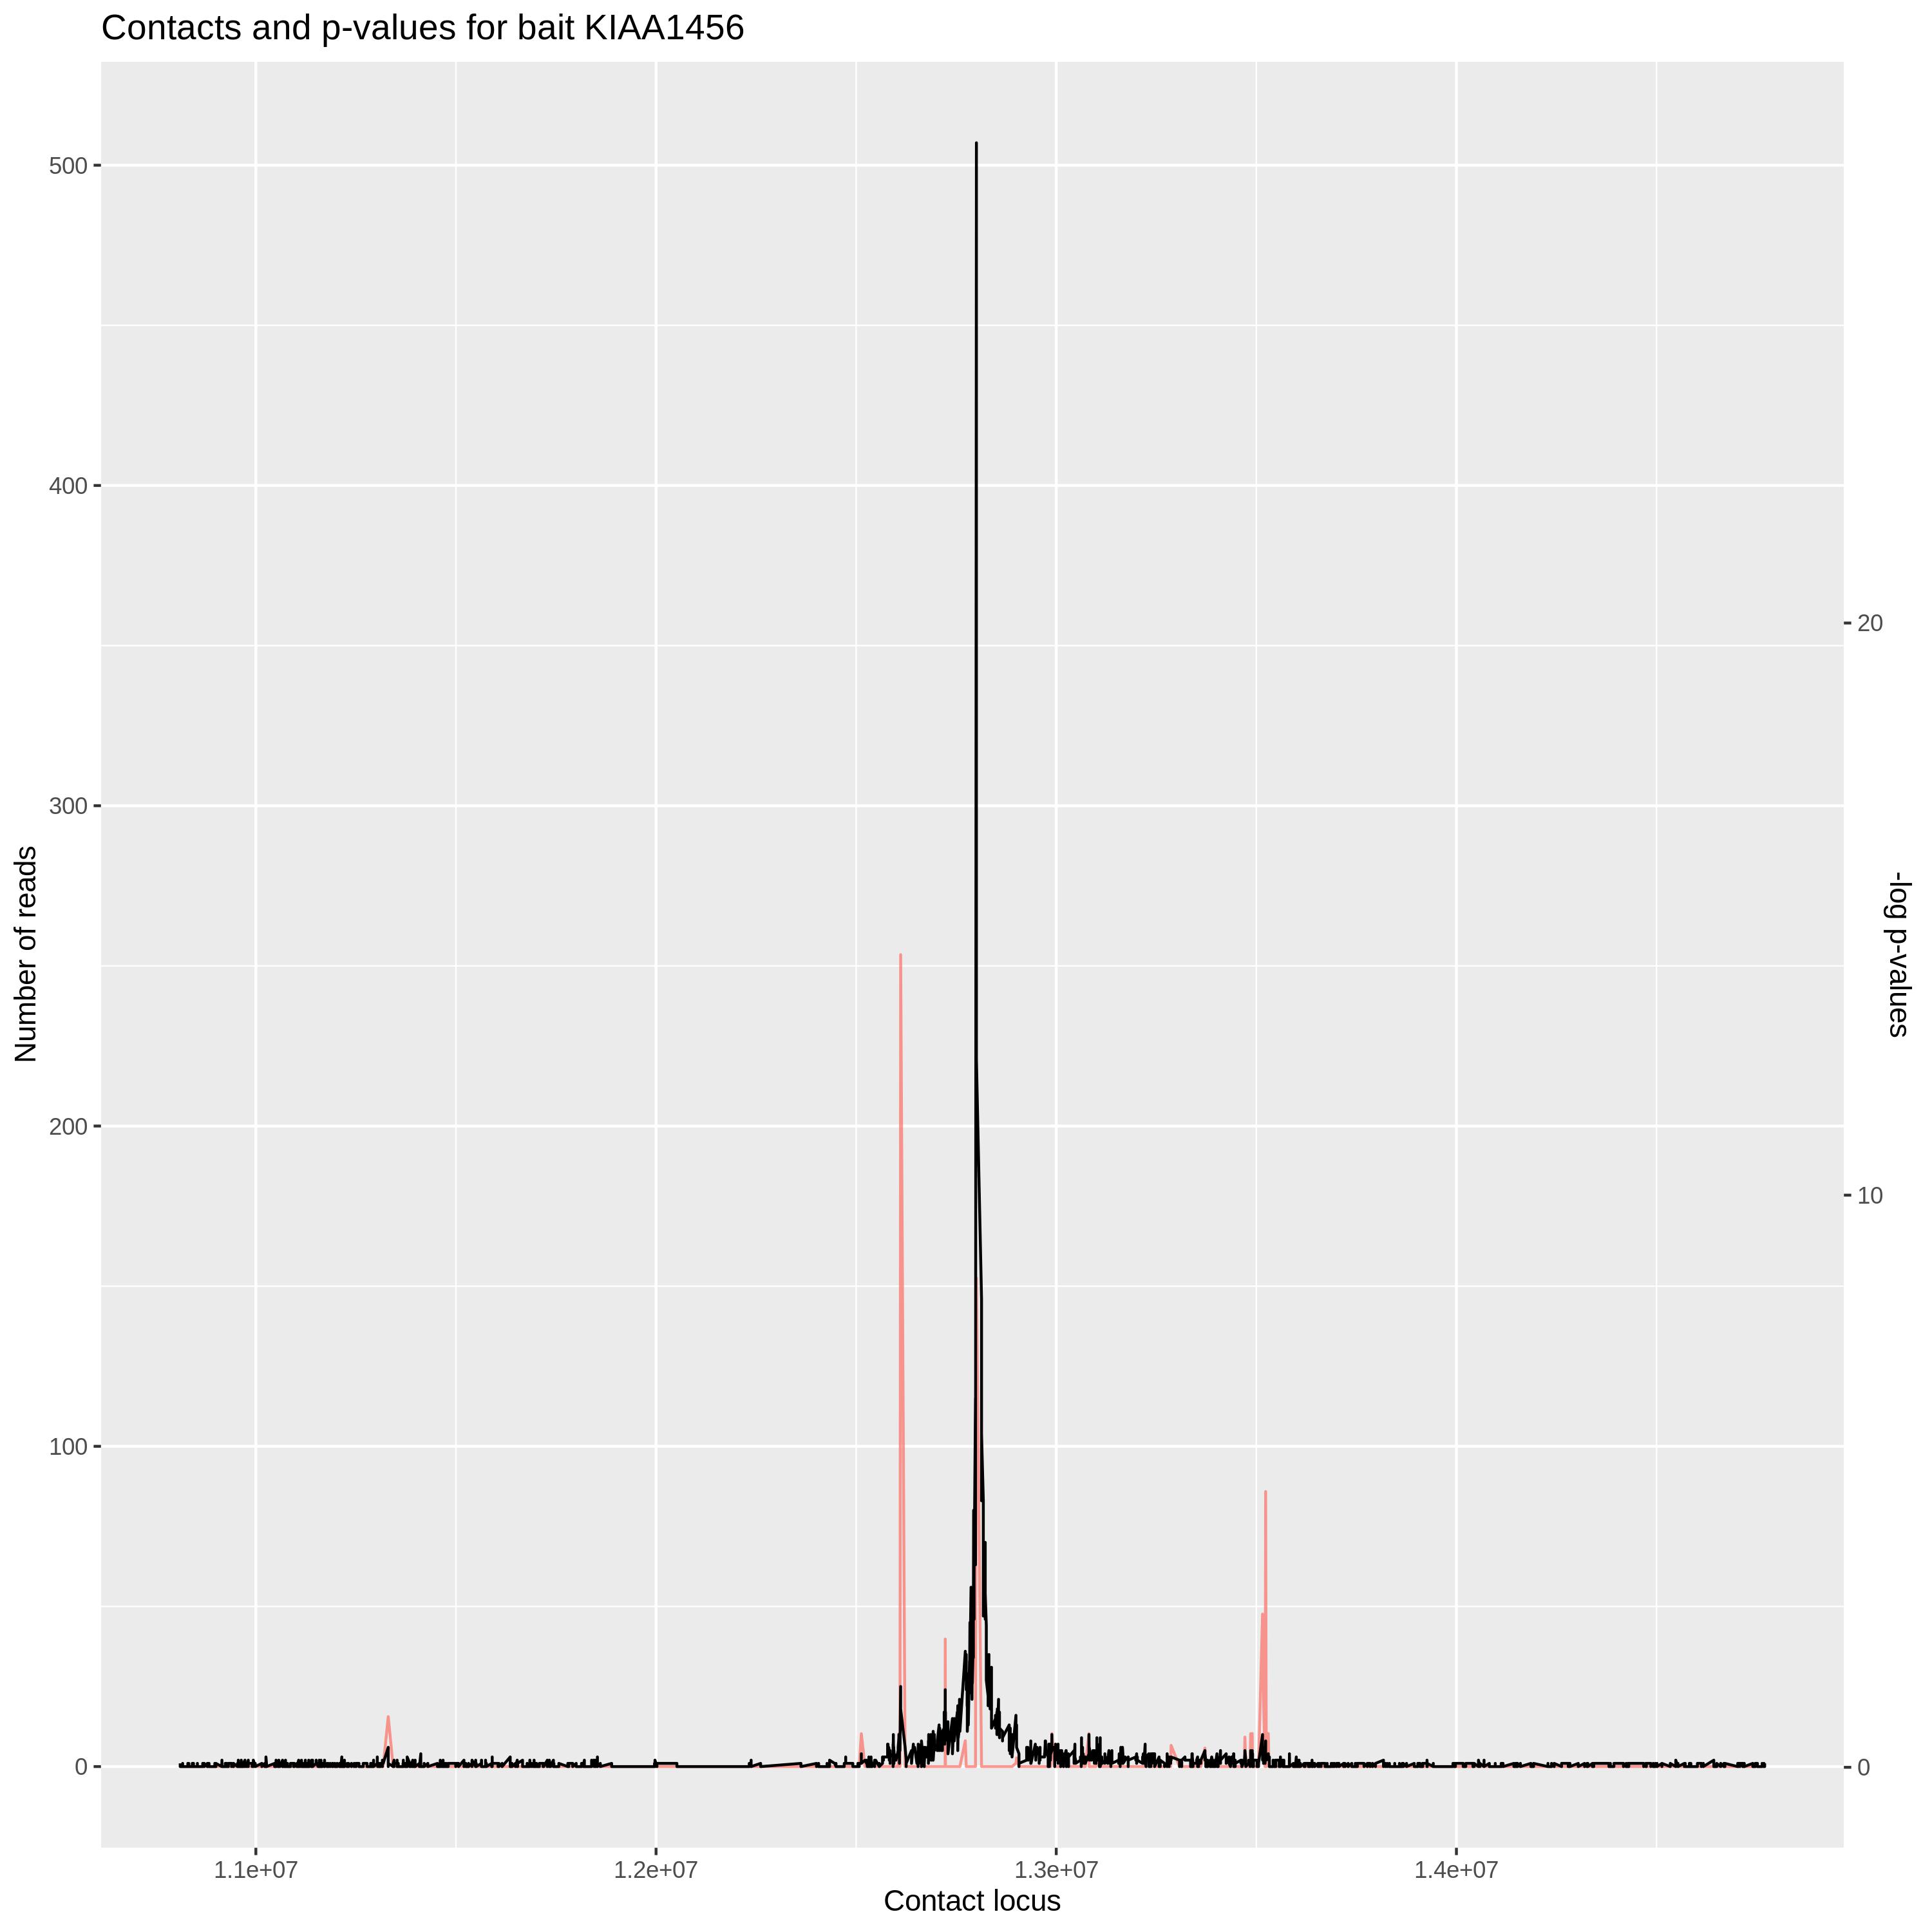 Contacts and p-values for bait KIAA1456
500
400
300
200
100
0
Number of reads
20
10
0
-log p-values
1.1e+07
1.2e+07
1.3e+07
1.4e+07
Contact locus